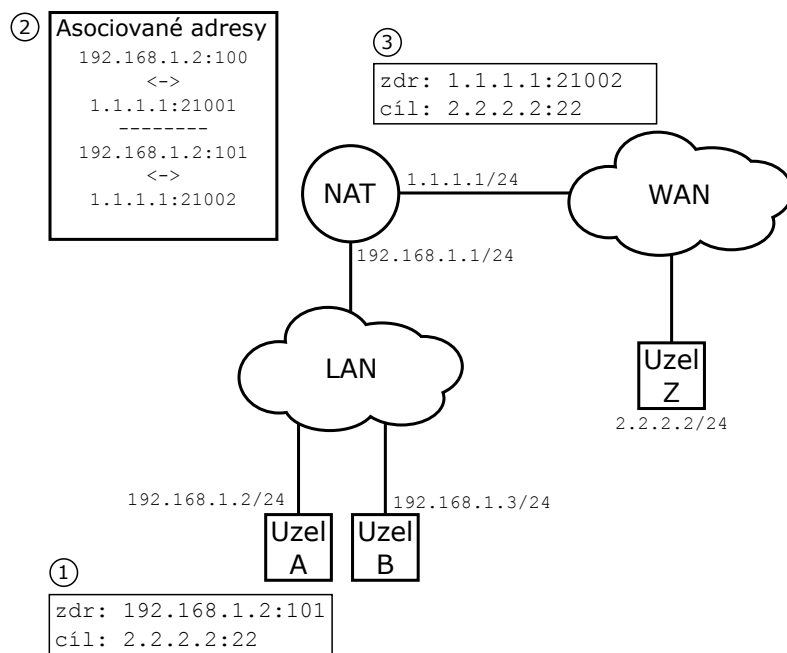 ②
Asociované adresy
192.168.1.2:100
<->
1.1.1.1:21001
--------
192.168.1.2:101
<->
1.1.1.1:21002
③
zdr: 1.1.1.1:21002
cíl: 2.2.2.2:22
NAT
1.1.1.1/24
WAN
192.168.1.1/24
LAN
Uzel
Z
2.2.2.2/24
192.168.1.2/24
192.168.1.3/24
Uzel
A
Uzel
B
①
zdr: 192.168.1.2:101
cíl: 2.2.2.2:22